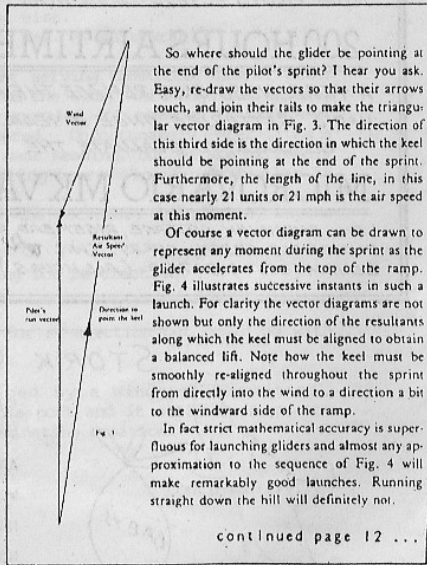 Wind
Vector
Resultant
Air Speed
Vector
Pilot's
run vector
Direction to
point the keel
Fig.
So where should the glider be pointing at
the end of the pilot's sprint? I hear you ask.
Easy, re-draw the vectors so that their arrows
touch, and join their tails to make the triangu-
lar vector diagram in Fig. 3. The direction of
this third side is the direction in which the keel
should be pointing at the end of the sprint.
Furthermore, the length of the line, in this
case nearly 21 units or 21 mph is the air speed
at this moment.
Of course a vector diagram can be drawn to
represent any moment during the sprint as the
glider accelerates from the top of the ramp.
Fig. 4 illustrates successive instants in such a
launch. For clarity the vector diagrams are not
shown but only the direction of the resultants
along which the keel must be aligned to obtain
a balanced lift. Note how the keel must be
smoothly re-aligned throughout the sprint
from directly into the wind to a direction a bit
to the windward side of the ramp.
In fact strict mathematical accuracy is super-
fluous for launching gliders and almost any ap-
proximation to the sequence of Fig. 4 will
make remarkably good launches. Running
straight down the hill will definitely not.
continued page 12 ...